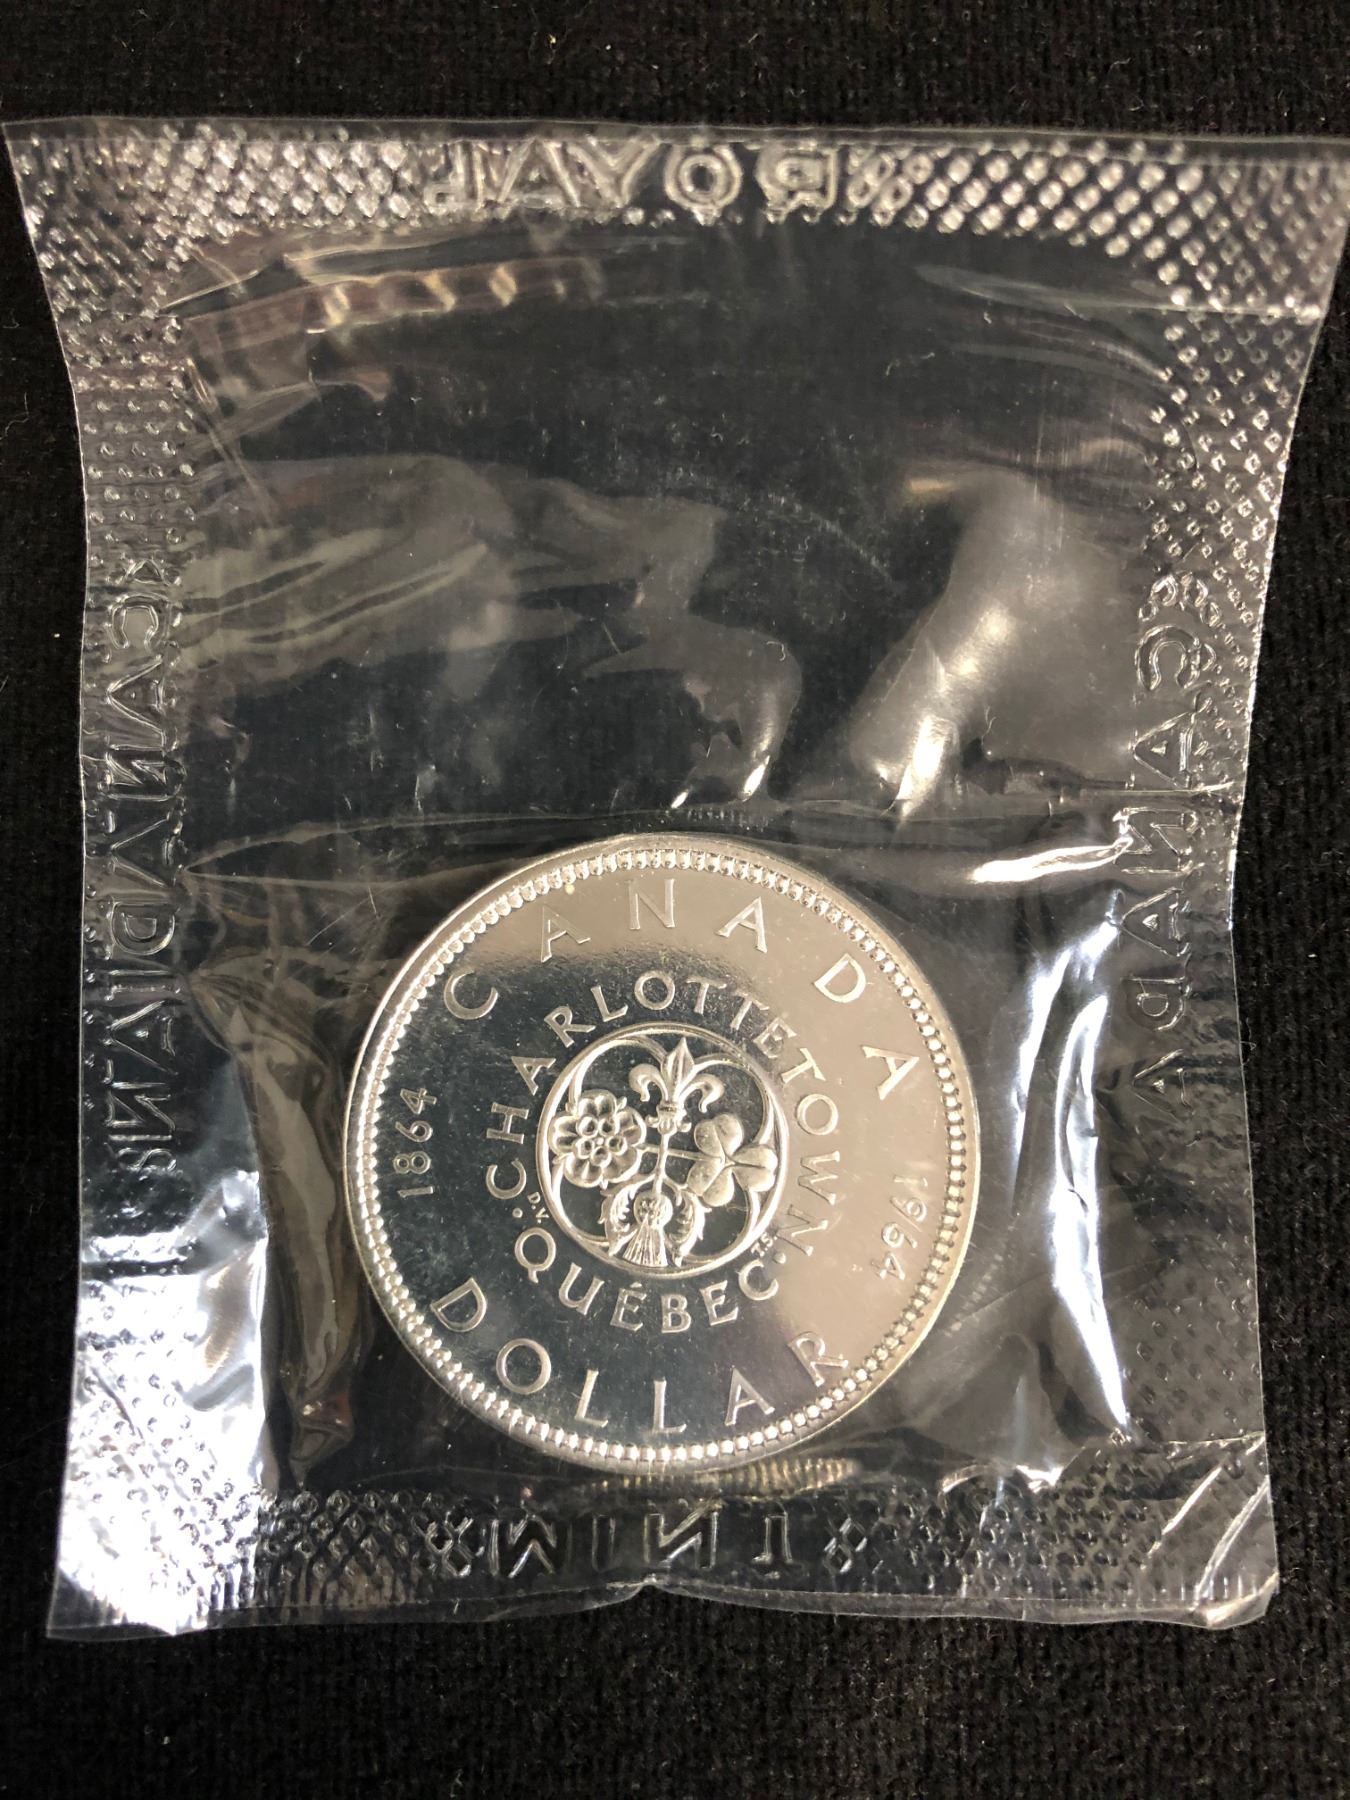 ROYAL
CANADIAN
CANADA
CANADA
1864
1964
CHARLOTTETOWN
D.V.
T.S.
• QUÉBEC •
DOLLAR
MINT